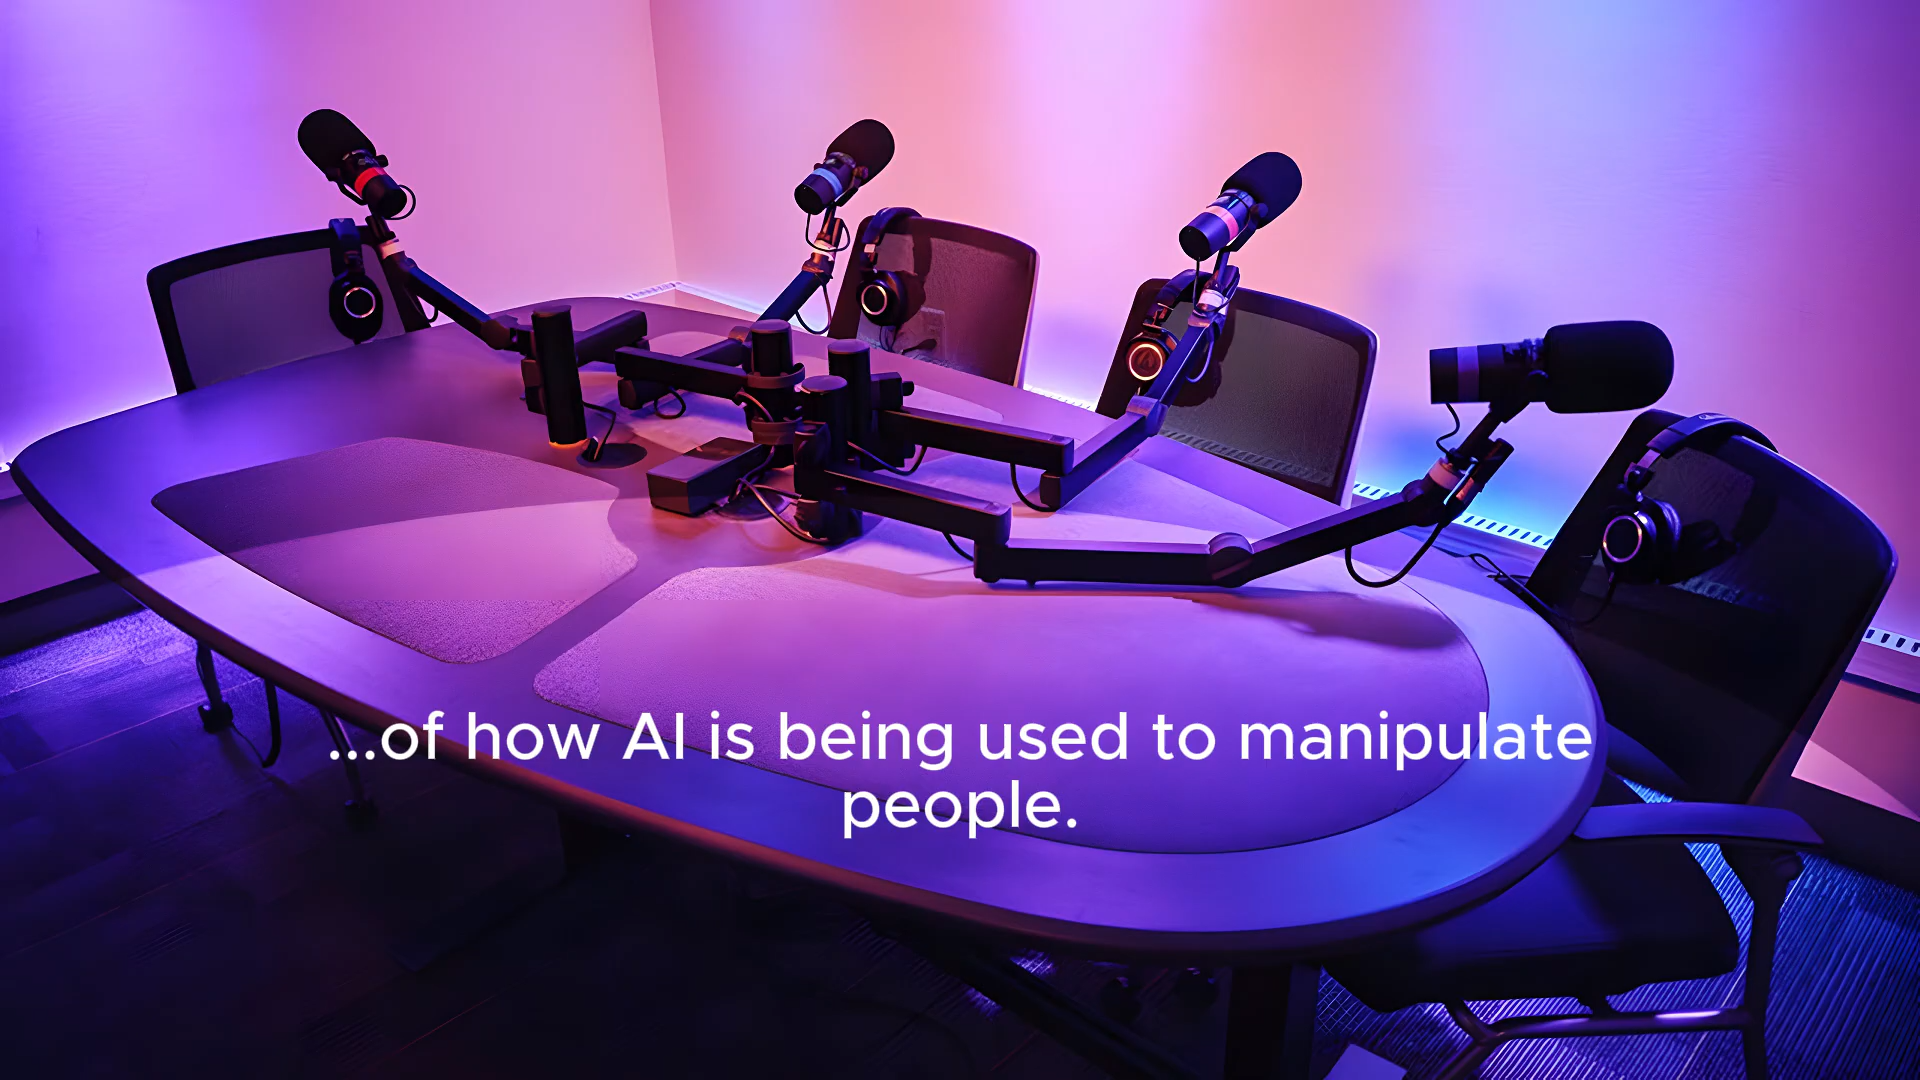 ...of how AI is being used to manipulate
people.